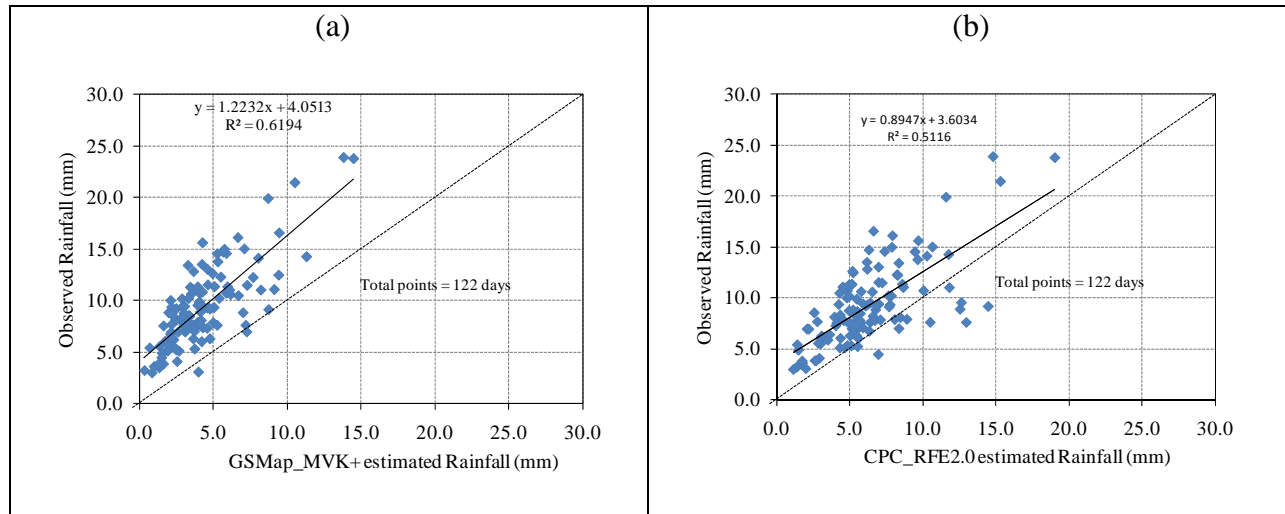 (a)
y = 1.2232x + 4.0513
R² = 0.6194
30.0
25.0
20.0
15.0
10.0
5.0
0.0
Observed Rainfall (mm)
Total points = 122 days
0.0 5.0 10.0 15.0 20.0 25.0 30.0
GSMap_MVK+ estimated Rainfall (mm)
(b)
y = 0.8947x + 3.6034
R² = 0.5116
30.0
25.0
20.0
15.0
10.0
5.0
0.0
Observed Rainfall (mm)
Total points = 122 days
0.0 5.0 10.0 15.0 20.0 25.0 30.0
CPC_RFE2.0 estimated Rainfall (mm)